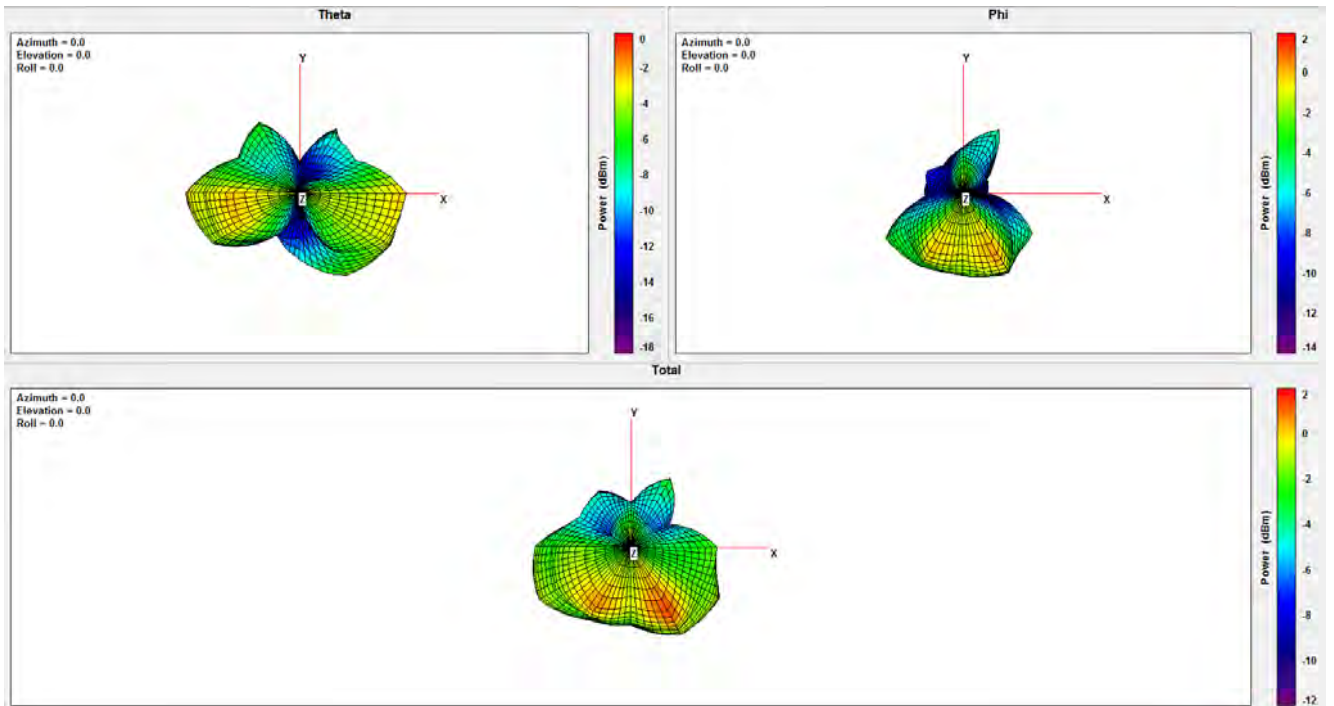 Theta
Azimuth = 0.0
Elevation = 0.0
Roll = 0.0
Y
Z
X
Power (dBm)
0
-2
-4
-6
-8
-10
-12
-14
-16
-18
Phi
Azimuth = 0.0
Elevation = 0.0
Roll = 0.0
Y
Z
X
Power (dBm)
2
0
-2
-4
-6
-8
-10
-12
-14
Total
Azimuth = 0.0
Elevation = 0.0
Roll = 0.0
Y
Z
X
Power (dBm)
2
0
-2
-4
-6
-8
-10
-12